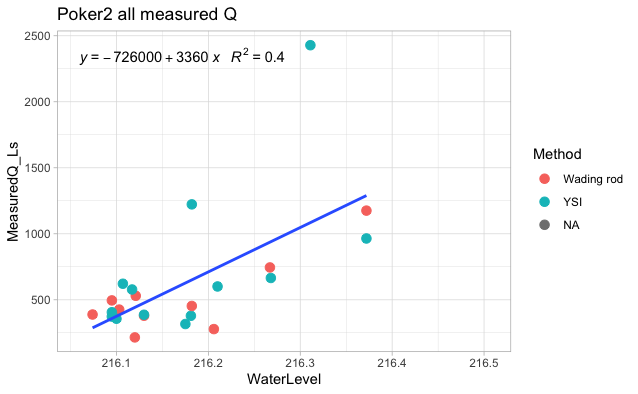 Poker2 all measured Q
y = −726000 + 3360 x R² = 0.4
2500
2000
1500
1000
500
MeasuredQ_Ls
216.1 216.2 216.3 216.4 216.5
WaterLevel
Method
Wading rod
YSI
NA